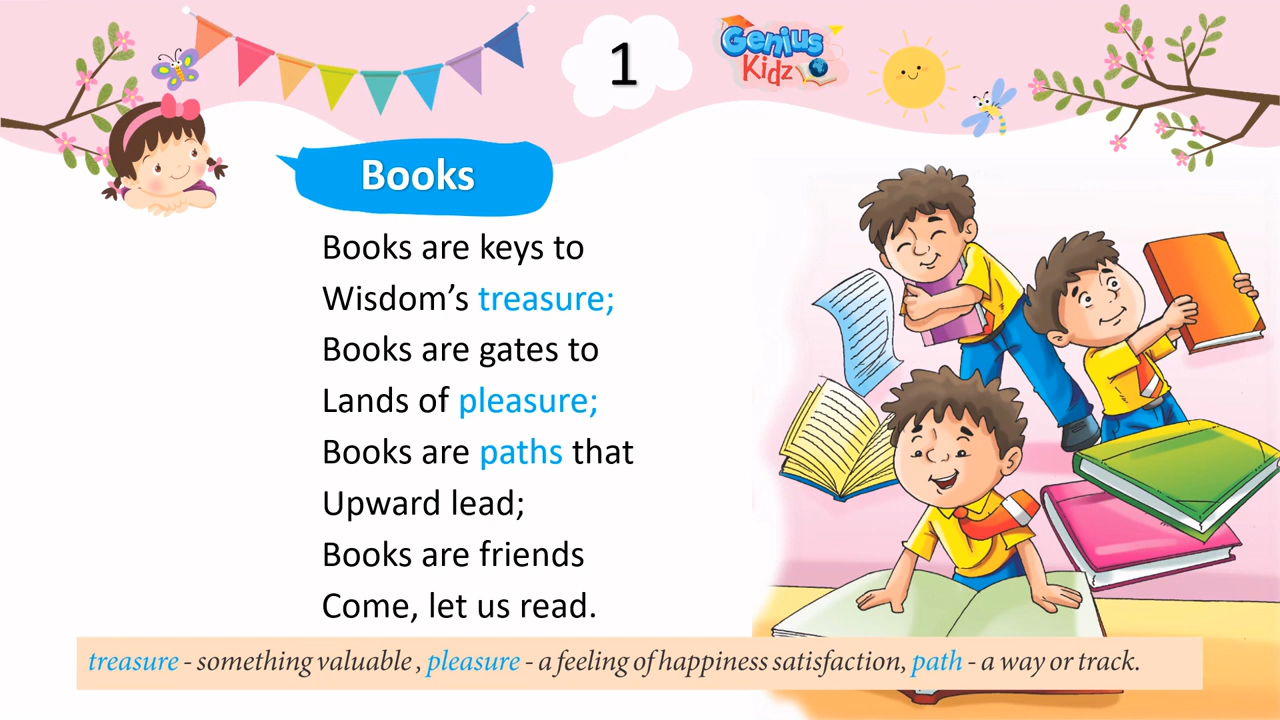 1
Genius
Kidz
Books
Books are keys to
Wisdom's treasure;
Books are gates to
Lands of pleasure;
Books are paths that
Upward lead;
Books are friends
Come, let us read.
treasure - something valuable , pleasure - a feeling of happiness satisfaction, path - a way or track.